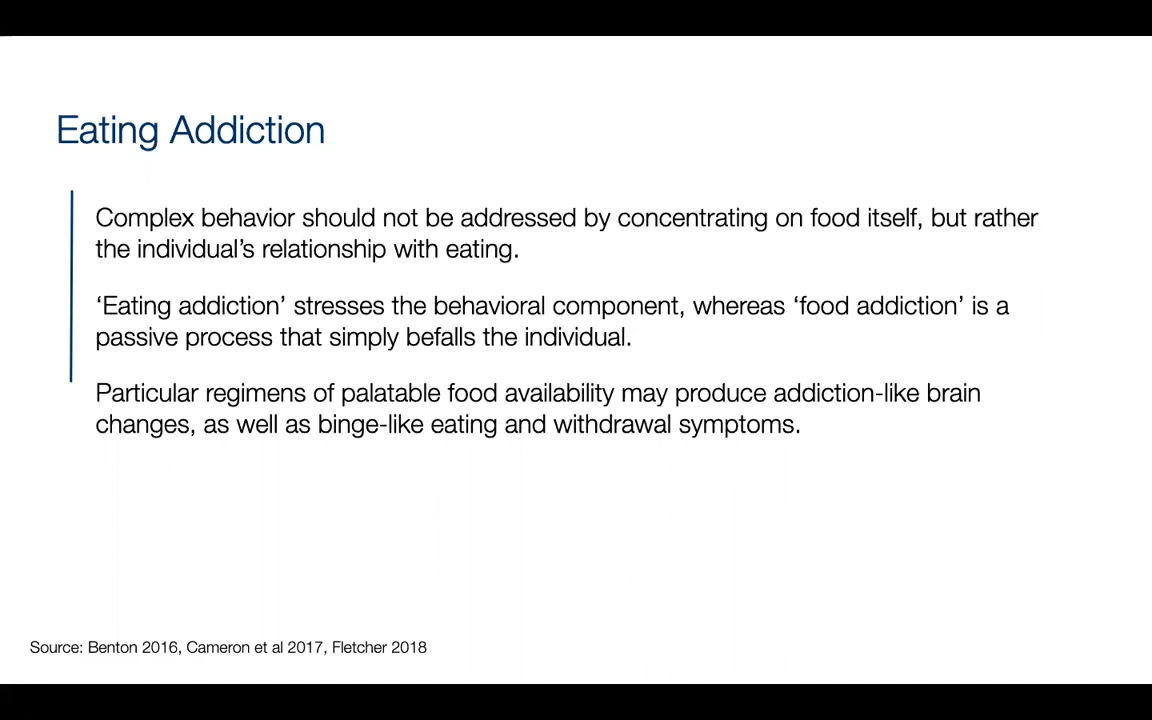 Eating Addiction
Complex behavior should not be addressed by concentrating on food itself, but rather
the individual's relationship with eating.
‘Eating addiction’ stresses the behavioral component, whereas ‘food addiction’ is a
passive process that simply befalls the individual.
Particular regimens of palatable food availability may produce addiction-like brain
changes, as well as binge-like eating and withdrawal symptoms.
Source: Benton 2016, Cameron et al 2017, Fletcher 2018